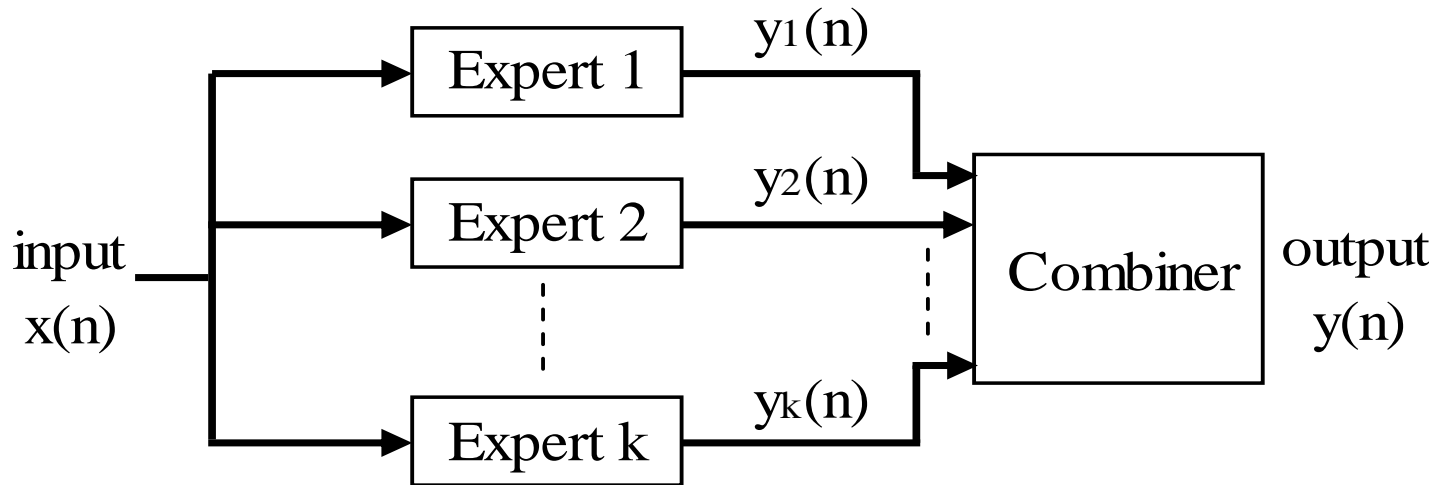 y1(n)
Expert 1
y2(n)
Expert 2
input
x(n)
Combiner
output
y(n)
yk(n)
Expert k